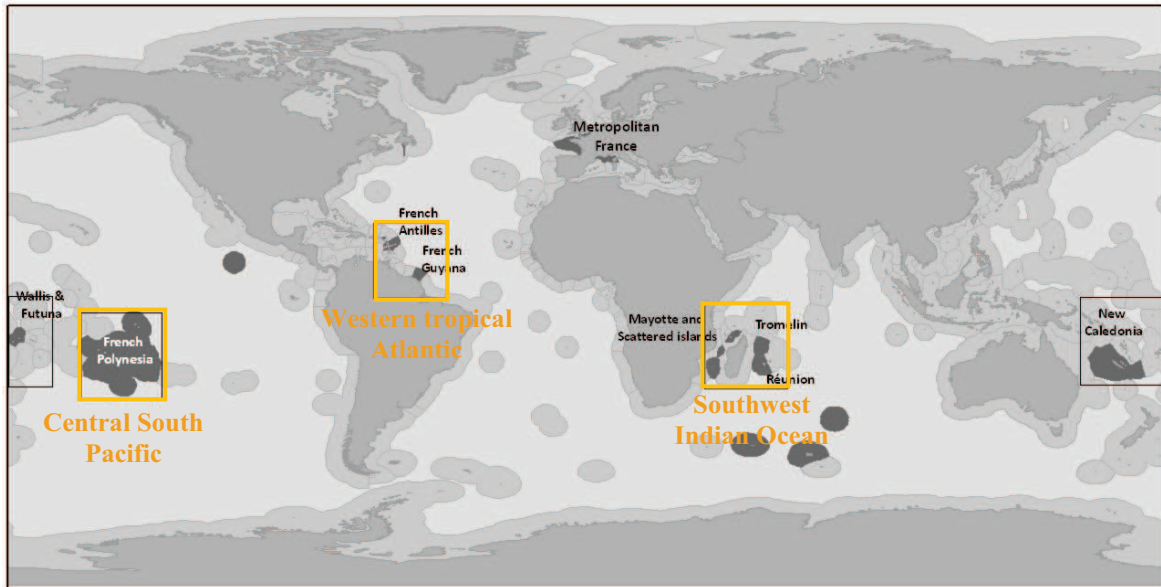 Metropolitan
France
French
Antilles
French
Guyana
Western tropical
Atlantic
Wallis &
Futuna
French
Polynesia
Central South
Pacific
Mayotte and
Scattered islands
Tromelin
Réunion
Southwest
Indian Ocean
New
Caledonia